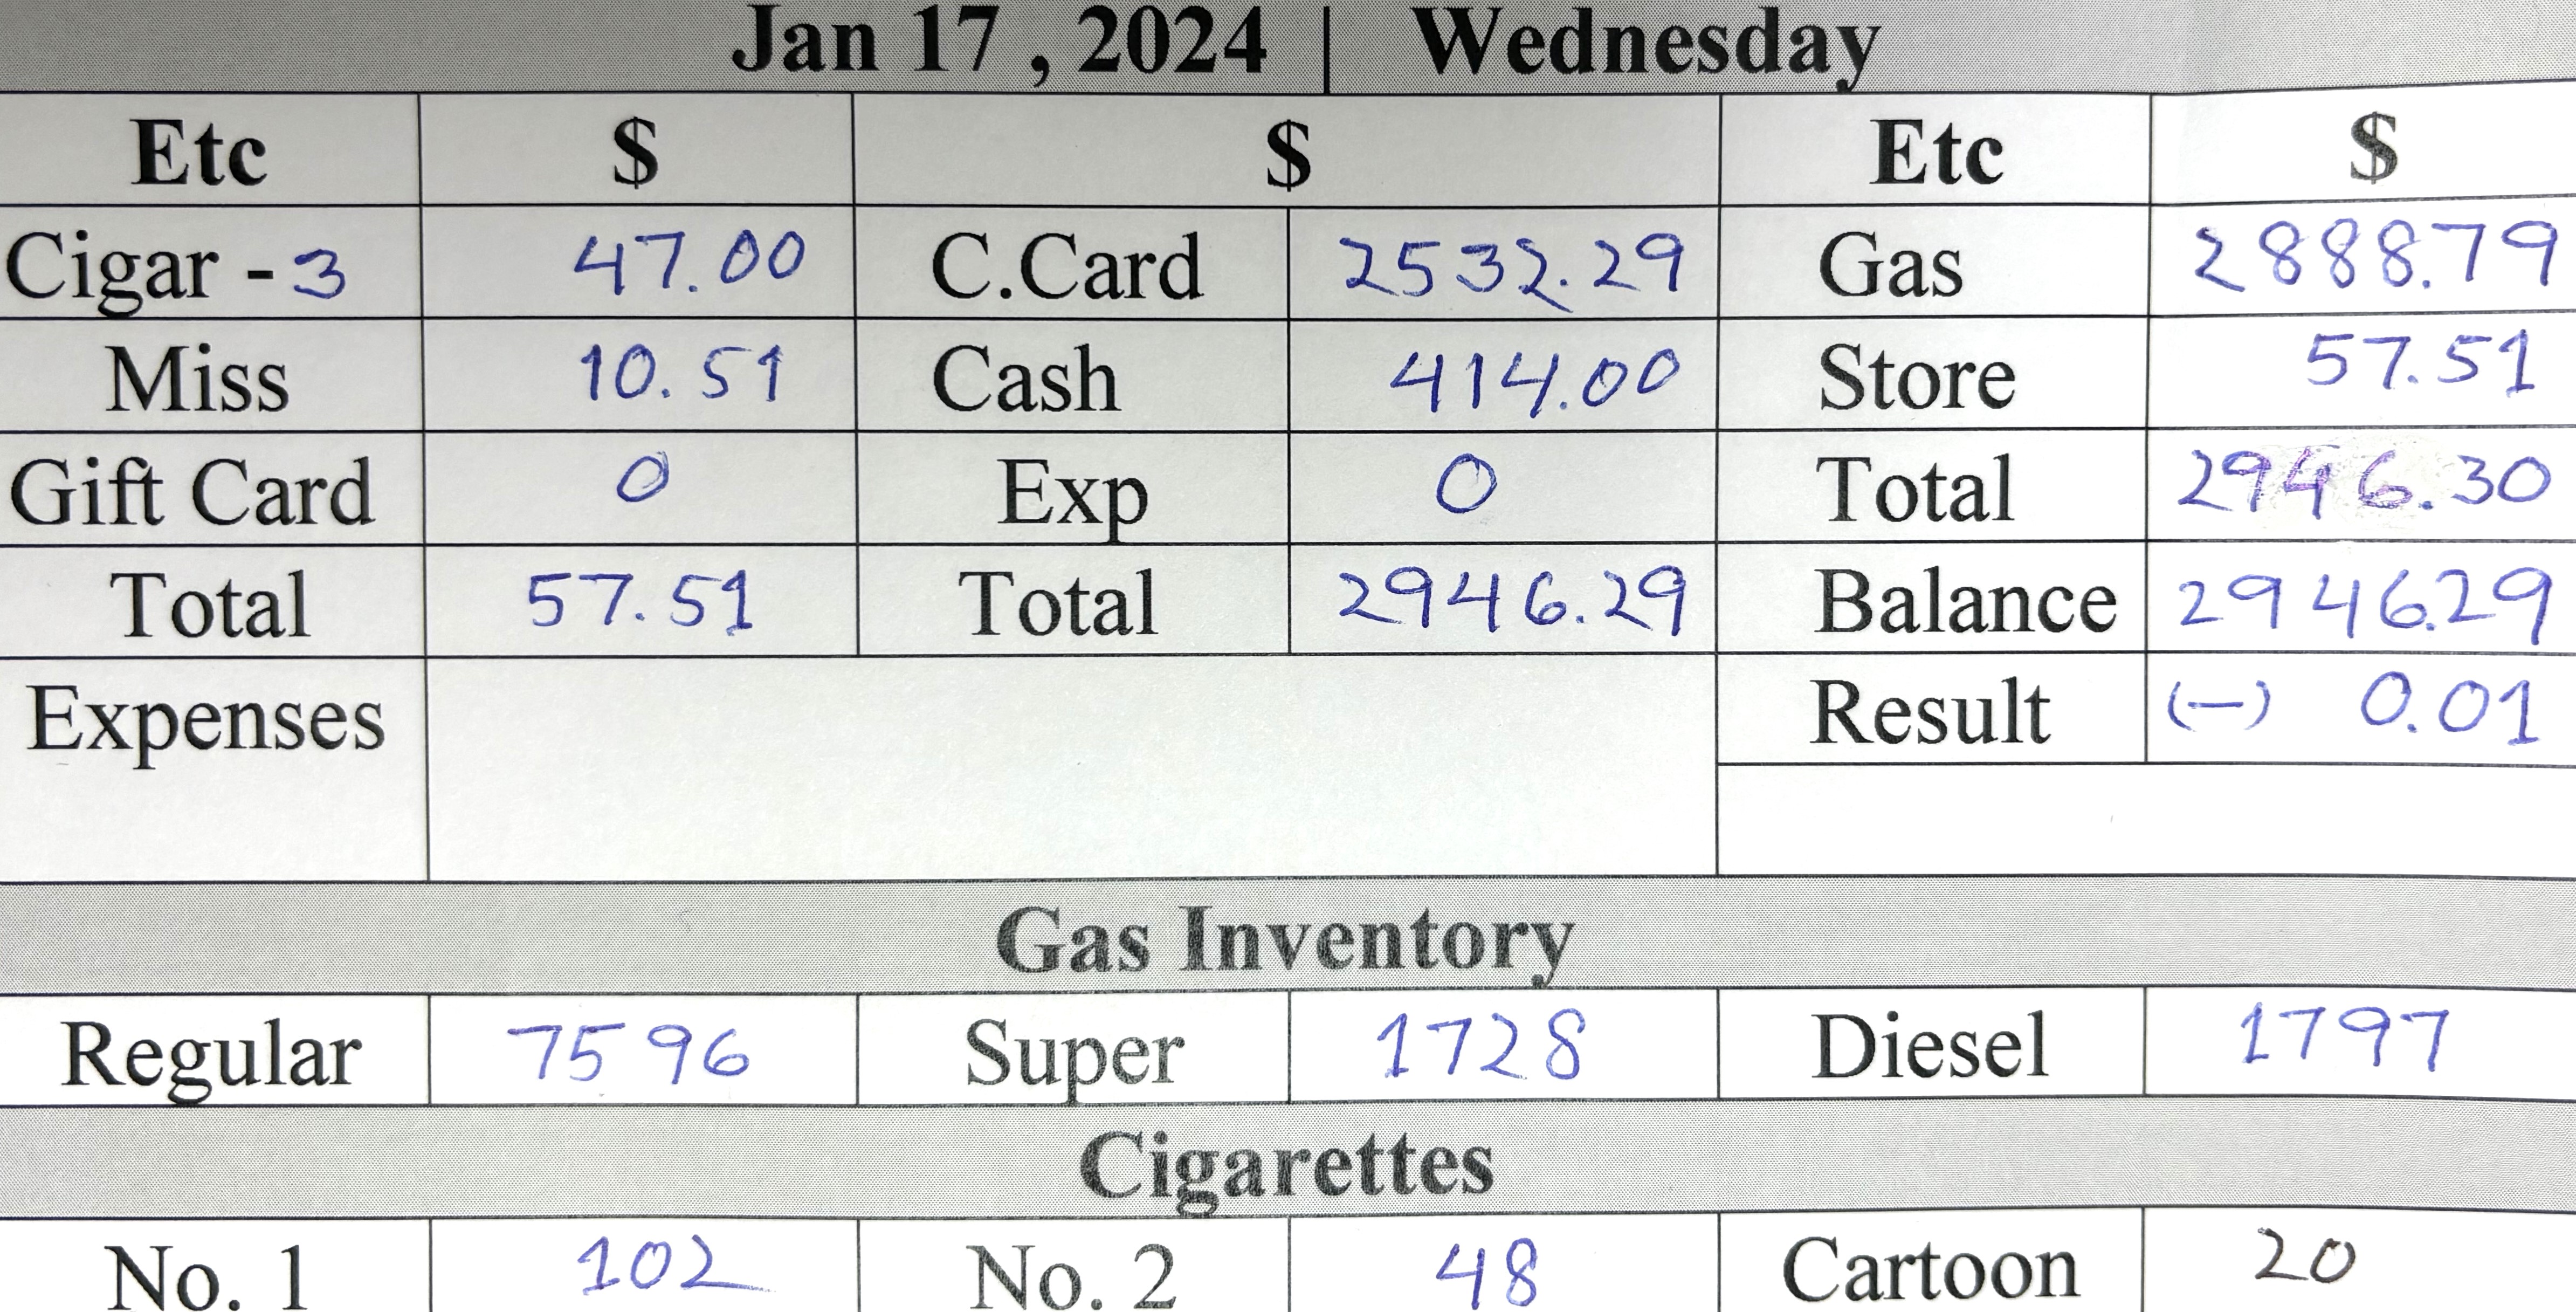 Jan 17 , 2024 | Wednesday
Etc $ $ Etc $
Cigar - 3 47.00 C.Card 2532.29 Gas 2888.79
Miss 10.51 Cash 414.00 Store 57.51
Gift Card 0 Exp 0 Total 2946.30
Total 57.51 Total 2946.29 Balance 2946.29
Expenses Result (-) 0.01
Gas Inventory
Regular 7596 Super 1728 Diesel 1797
Cigarettes
No. 1 102 No. 2 48 Cartoon 20